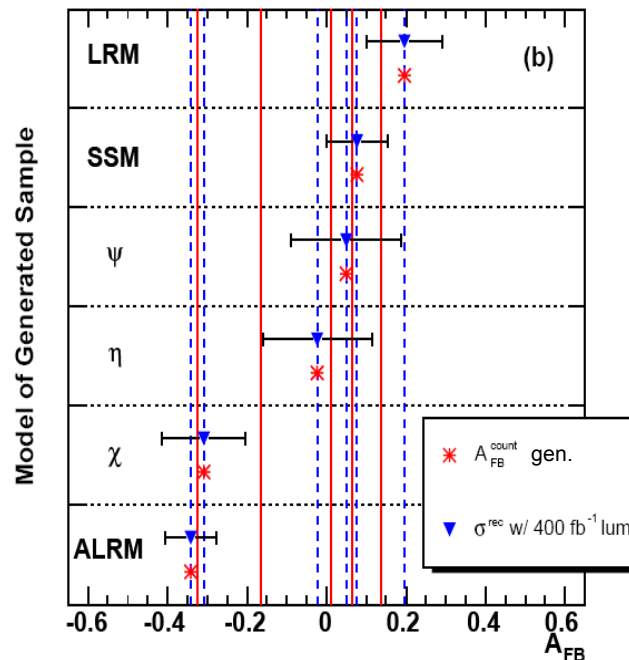 Model of Generated Sample
LRM
(b)
SSM
ψ
η
χ
ALRM
A_FB^count gen.
σ^rec w/ 400 fb^-1 lum
-0.6 -0.4 -0.2 0 0.2 0.4 0.6
A_FB